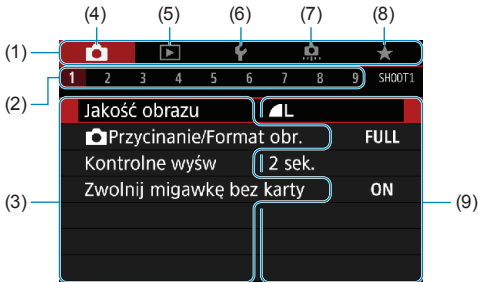 (4) (5) (6) (7) (8)
(1)
(2) 1 2 3 4 5 6 7 8 9 SHOOT1
Jakość obrazu L
Przycinanie/Format obr. FULL
Kontrolne wyśw 2 sek.
Zwolnij migawkę bez karty ON
(3) (9)